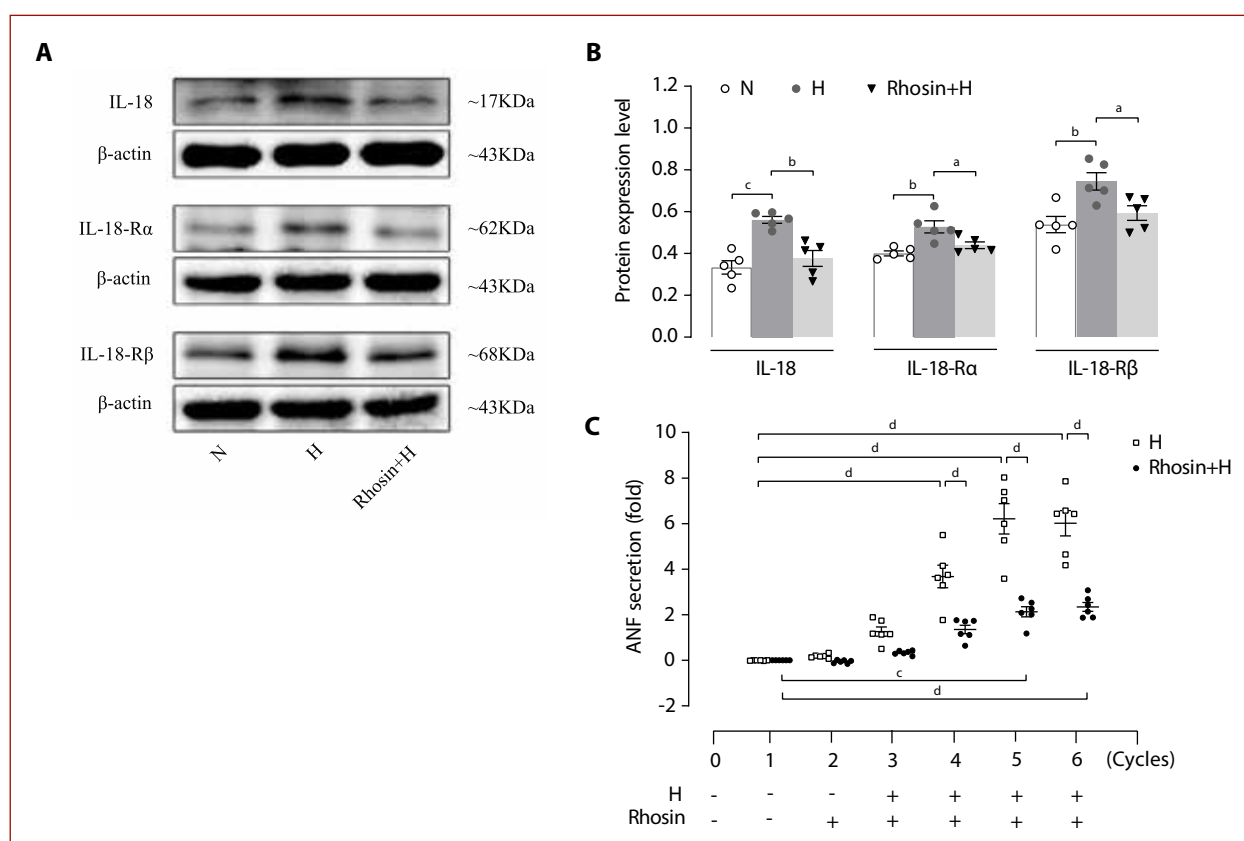 A
IL-18
~17KDa
β-actin
~43KDa
IL-18-Rα
~62KDa
β-actin
~43KDa
IL-18-Rβ
~68KDa
β-actin
~43KDa
N
H
Rhosin+H
B
N
H
Rhosin+H
Protein expression level
1.2
1.0
0.8
0.6
0.4
0.2
0.0
c
b
b
a
b
a
IL-18
IL-18-Rα
IL-18-Rβ
C
H
Rhosin+H
ANF secretion (fold)
10
8
6
4
2
0
-2
d
d
d
d
d
d
c
d
0 1 2 3 4 5 6 (Cycles)
H - - - + + + +
Rhosin - - + + + + +